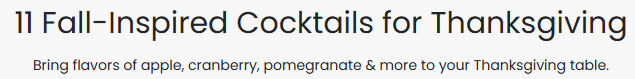 11 Fall-Inspired Cocktails for Thanksgiving
Bring flavors of apple, cranberry, pomegranate & more to your Thanksgiving table.